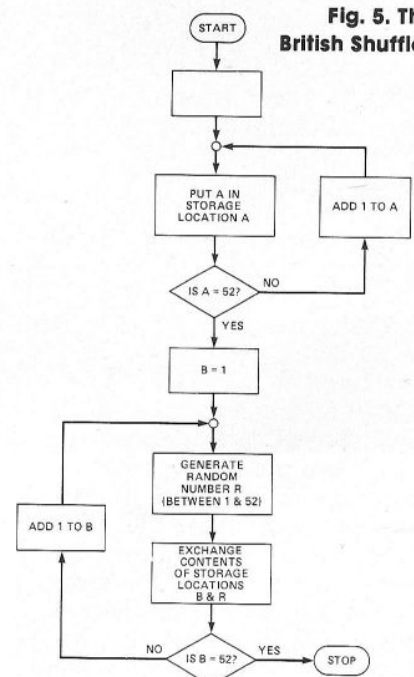 Fig. 5. Th
British Shuffle
START
PUT A IN
STORAGE
LOCATION A
ADD 1 TO A
IS A = 52?
NO
YES
B = 1
GENERATE
RANDOM
NUMBER R
(BETWEEN 1 & 52)
ADD 1 TO B
EXCHANGE
CONTENTS
OF STORAGE
LOCATIONS
B & R
NO
IS B = 52?
YES
STOP